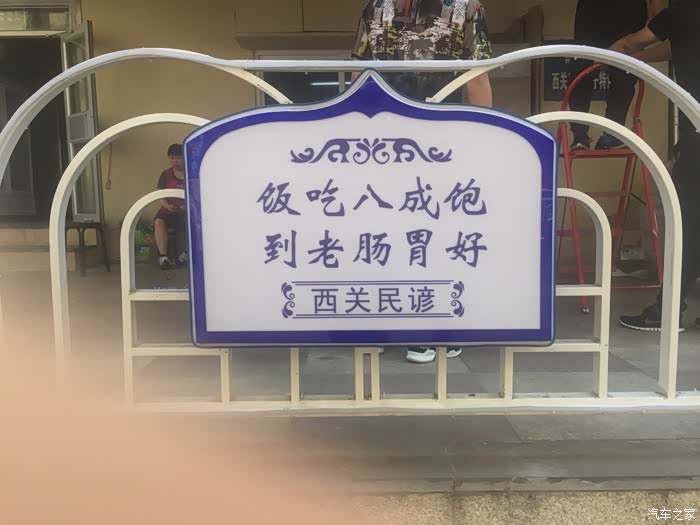 饭吃八成饱
到老肠胃好
西关民谚
汽车之家